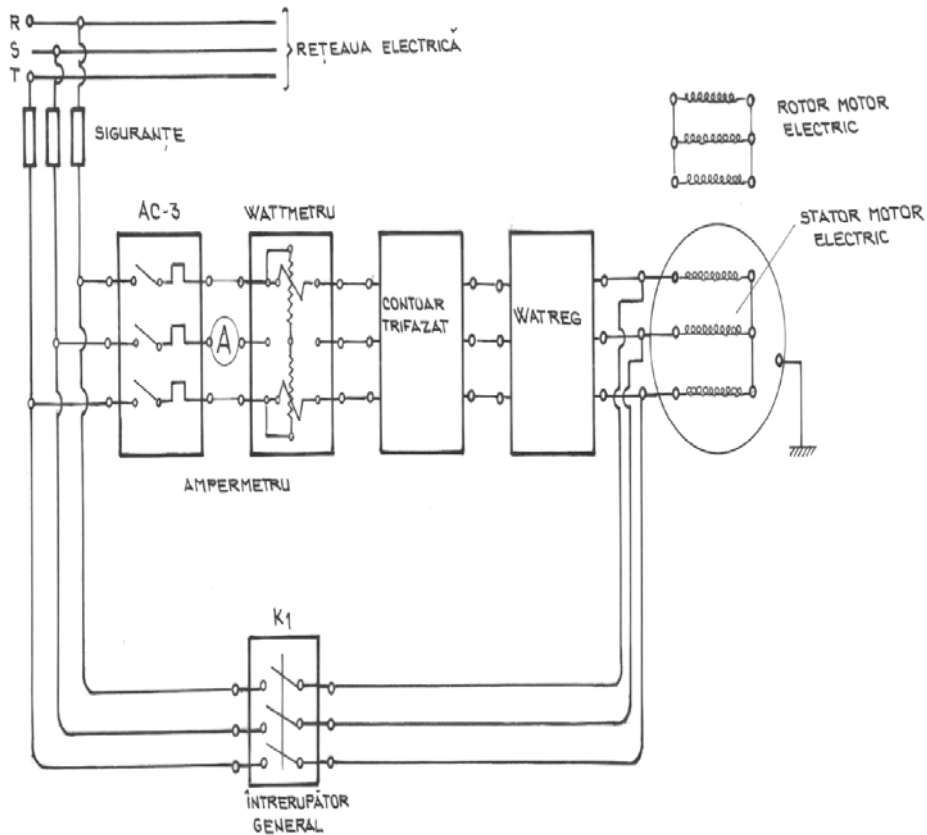 R
S
T
REȚEAUA ELECTRICĂ
SIGURANȚE
ROTOR MOTOR
ELECTRIC
STATOR MOTOR
ELECTRIC
AC-3
WATTMETRU
A
CONTOAR
TRIFAZAT
WATREG
AMPERMETRU
K1
ÎNTRERUPĂTOR
GENERAL